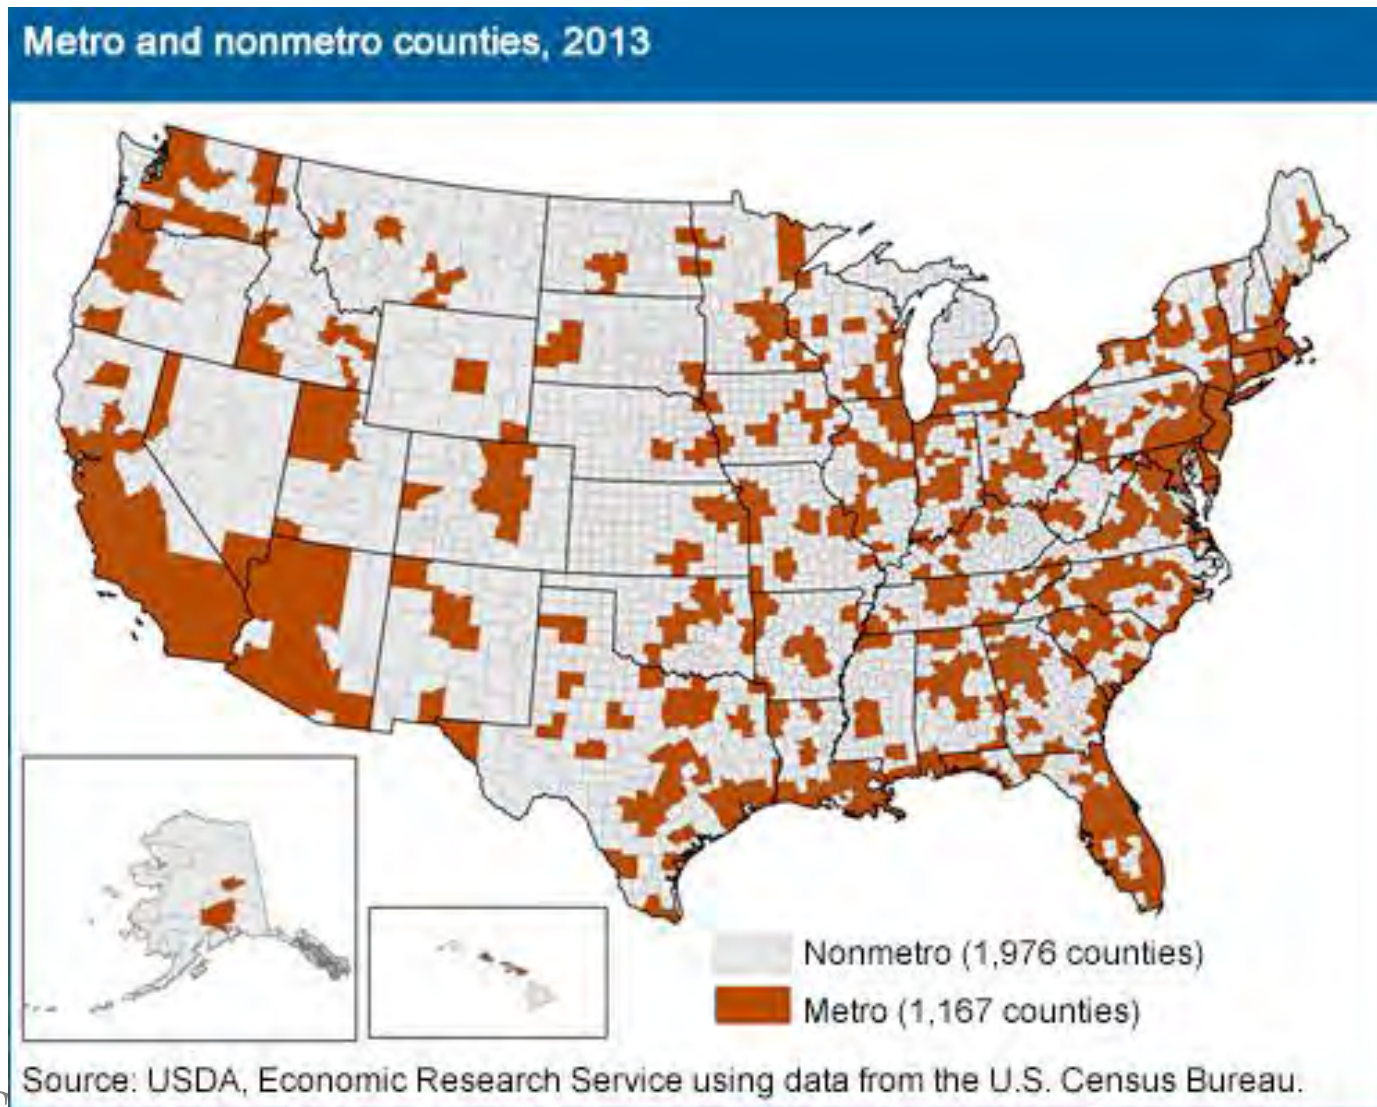 Metro and nonmetro counties, 2013
Nonmetro (1,976 counties)
Metro (1,167 counties)
Source: USDA, Economic Research Service using data from the U.S. Census Bureau.